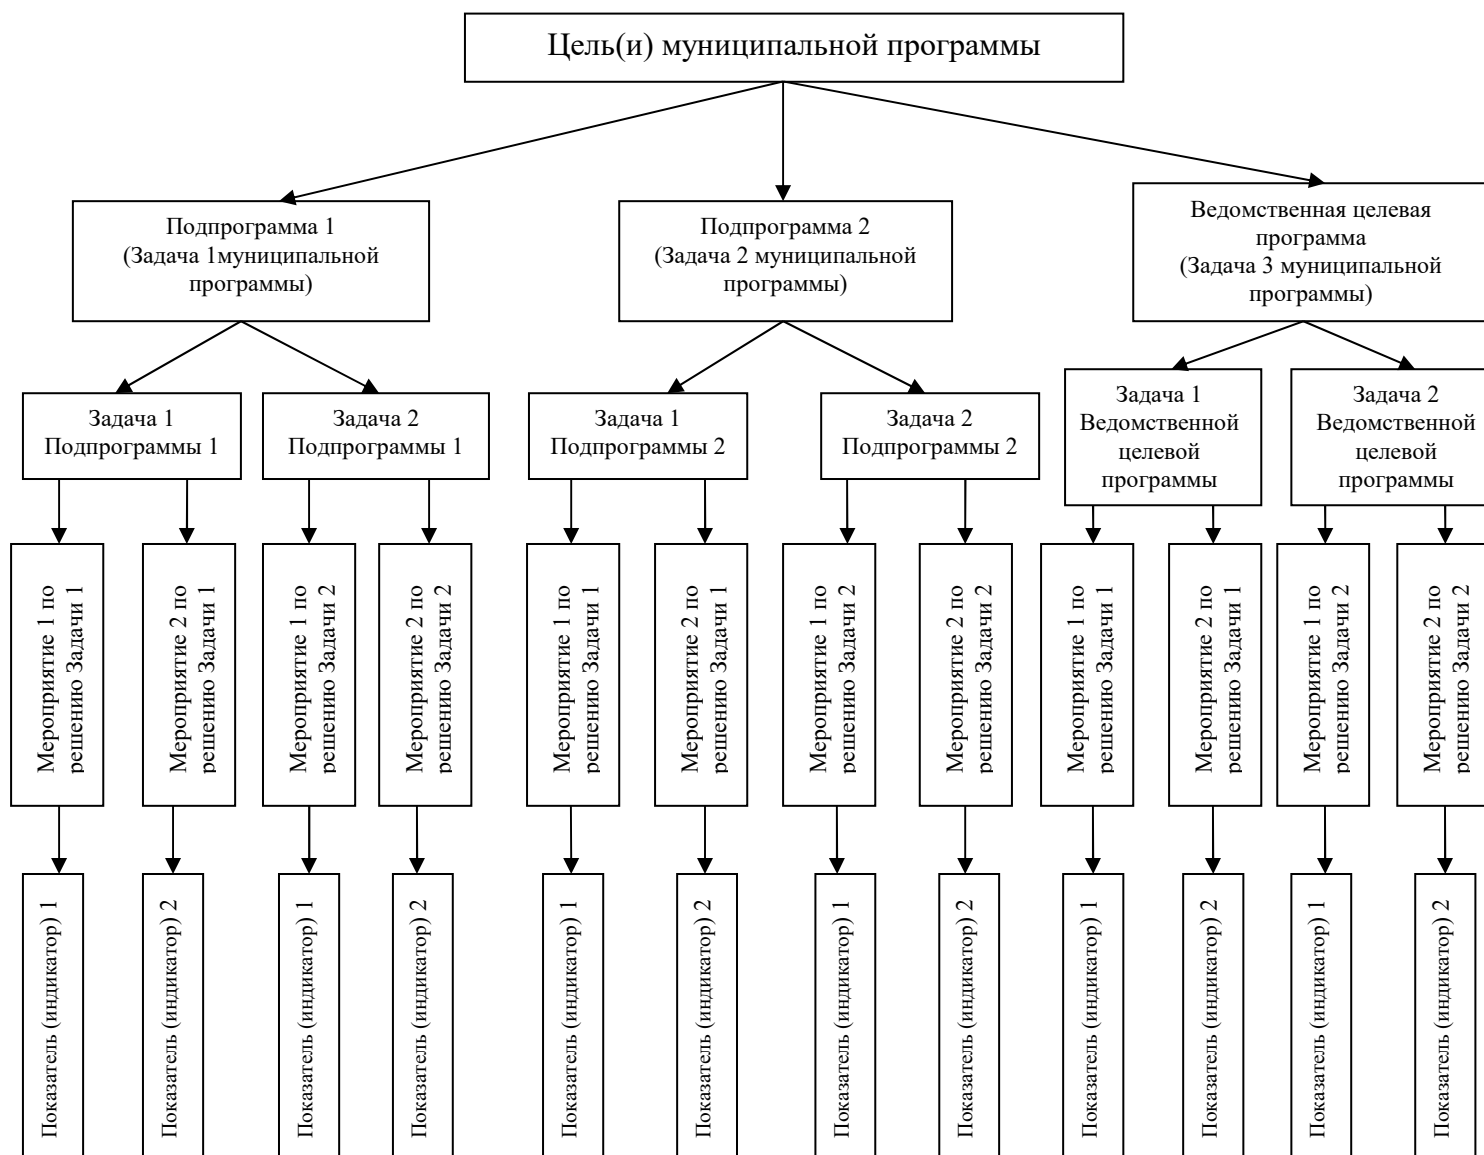 Цель(и) муниципальной программы
Подпрограмма 1
(Задача 1муниципальной
программы)
Подпрограмма 2
(Задача 2 муниципальной
программы)
Ведомственная целевая
программа
(Задача 3 муниципальной
программы)
Задача 1
Подпрограммы 1
Задача 2
Подпрограммы 1
Задача 1
Подпрограммы 2
Задача 2
Подпрограммы 2
Задача 1
Ведомственной
целевой
программы
Задача 2
Ведомственной
целевой
программы
Мероприятие 1 по
решению Задачи 1
Мероприятие 2 по
решению Задачи 1
Мероприятие 1 по
решению Задачи 2
Мероприятие 2 по
решению Задачи 2
Мероприятие 1 по
решению Задачи 1
Мероприятие 2 по
решению Задачи 1
Мероприятие 1 по
решению Задачи 2
Мероприятие 2 по
решению Задачи 2
Мероприятие 1 по
решению Задачи 1
Мероприятие 2 по
решению Задачи 1
Мероприятие 1 по
решению Задачи 2
Мероприятие 2 по
решению Задачи 2
Показатель (индикатор) 1
Показатель (индикатор) 2
Показатель (индикатор) 1
Показатель (индикатор) 2
Показатель (индикатор) 1
Показатель (индикатор) 2
Показатель (индикатор) 1
Показатель (индикатор) 2
Показатель (индикатор) 1
Показатель (индикатор) 2
Показатель (индикатор) 1
Показатель (индикатор) 2